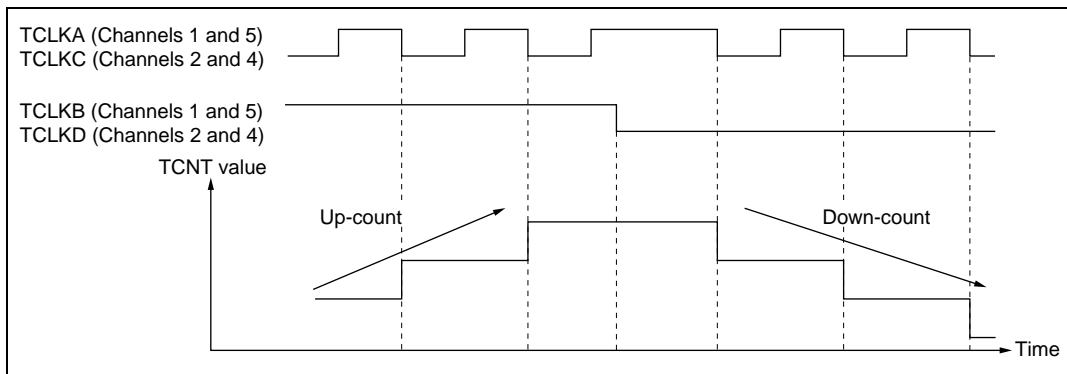 TCLKA (Channels 1 and 5)
TCLKC (Channels 2 and 4)
TCLKB (Channels 1 and 5)
TCLKD (Channels 2 and 4)
TCNT value
Up-count
Down-count
Time